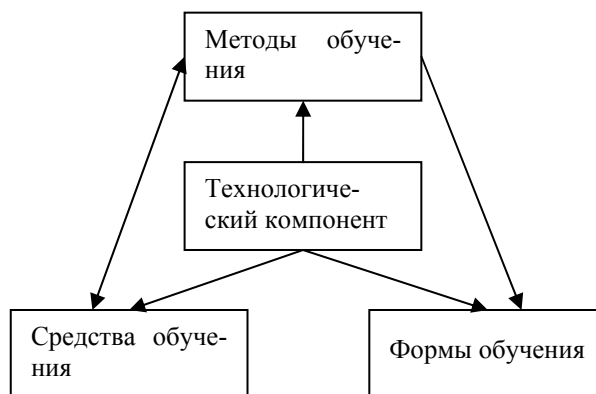 Методы обуче-
ния
Технологиче-
ский компонент
Средства обуче-
ния
Формы обучения